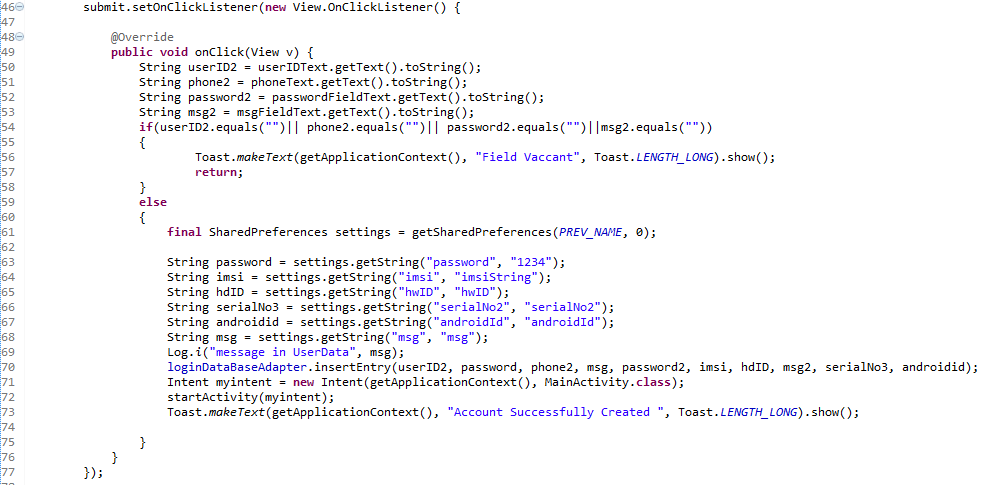 46 submit.setOnClickListener(new View.OnClickListener() {
47
48 @Override
49 public void onClick(View v) {
50 String userID2 = userIDText.getText().toString();
51 String phone2 = phoneText.getText().toString();
52 String password2 = passwordFieldText.getText().toString();
53 String msg2 = msgFieldText.getText().toString();
54 if(userID2.equals("")|| phone2.equals("")|| password2.equals("")||msg2.equals(""))
55 {
56 Toast.makeText(getApplicationContext(), "Field Vaccant", Toast.LENGTH_LONG).show();
57 return;
58 }
59 else
60 {
61 final SharedPreferences settings = getSharedPreferences(PREV_NAME, 0);
62
63 String password = settings.getString("password", "1234");
64 String imsi = settings.getString("imsi", "imsiString");
65 String hdID = settings.getString("hwID", "hwID");
66 String serialNo3 = settings.getString("serialNo2", "serialNo2");
67 String androidid = settings.getString("androidId", "androidId");
68 String msg = settings.getString("msg", "msg");
69 Log.i("message in UserData", msg);
70 loginDataBaseAdapter.insertEntry(userID2, password, phone2, msg, password2, imsi, hdID, msg2, serialNo3, androidid);
71 Intent myintent = new Intent(getApplicationContext(), MainActivity.class);
72 startActivity(myintent);
73 Toast.makeText(getApplicationContext(), "Account Successfully Created ", Toast.LENGTH_LONG).show();
74
75 }
76 }
77 });